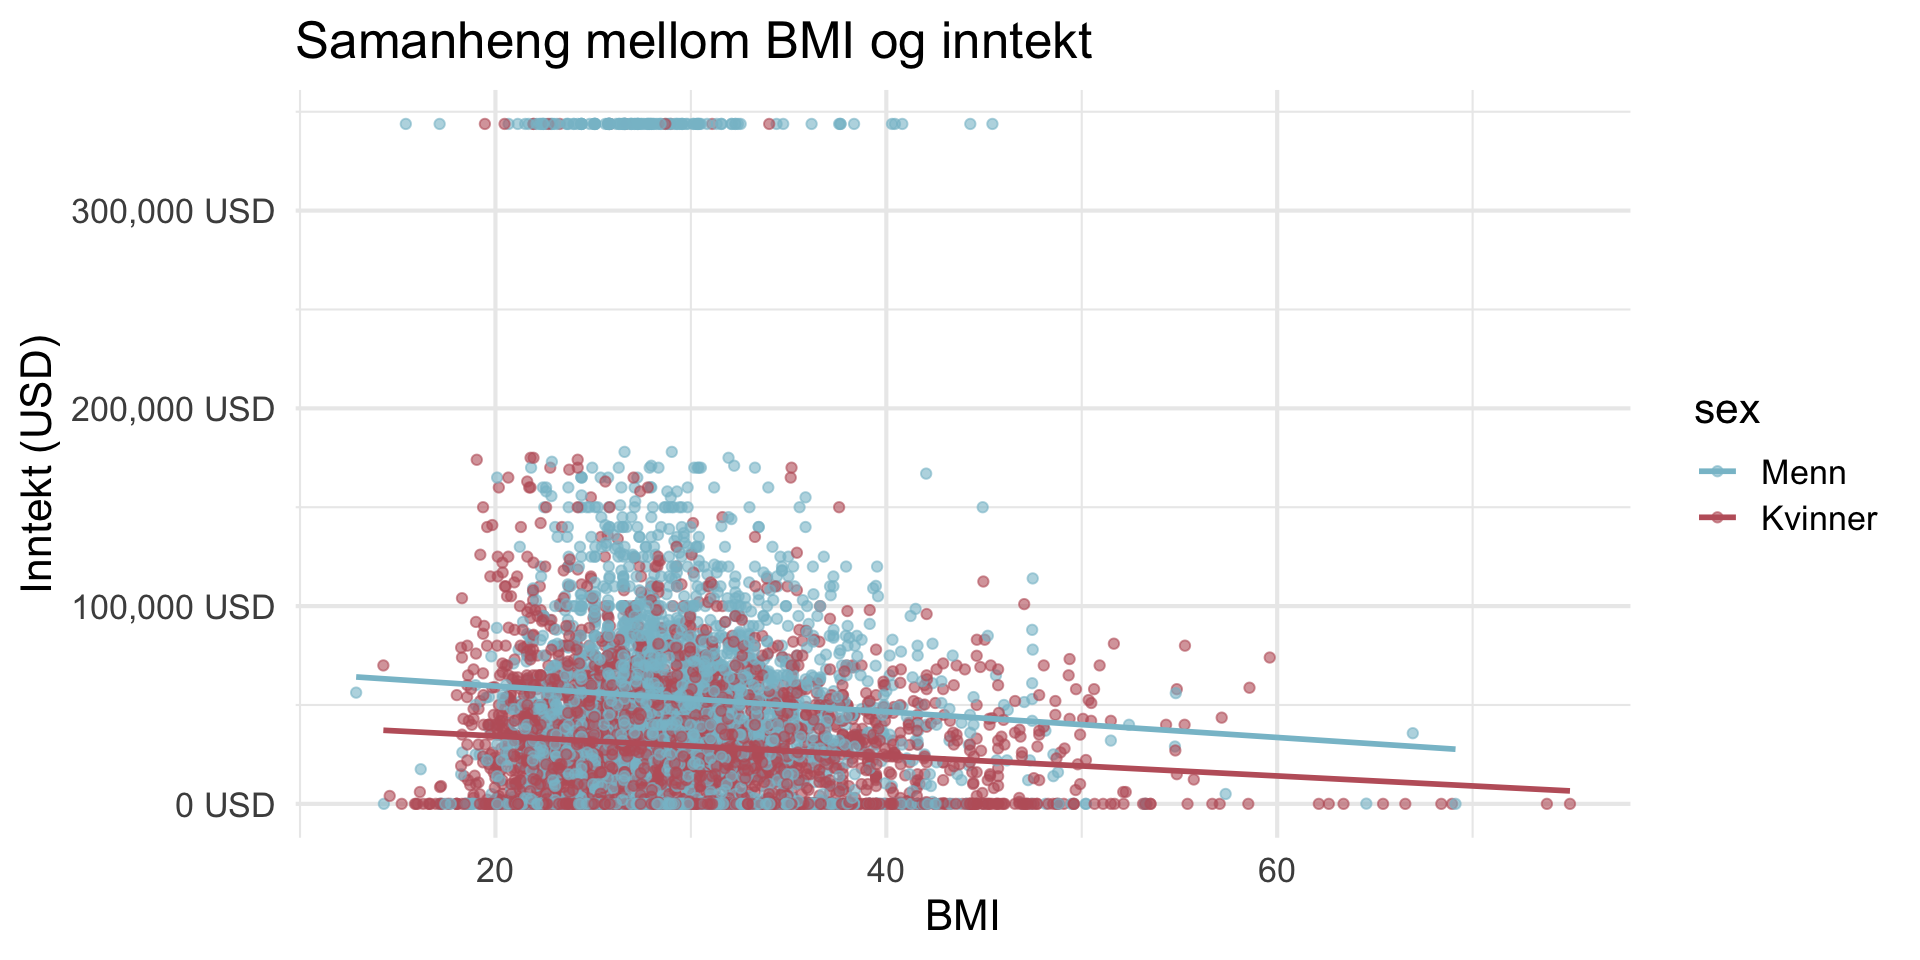 Samanheng mellom BMI og inntekt
Inntekt (USD)
300,000 USD
200,000 USD
100,000 USD
0 USD
20
40
60
BMI
sex
Menn
Kvinner